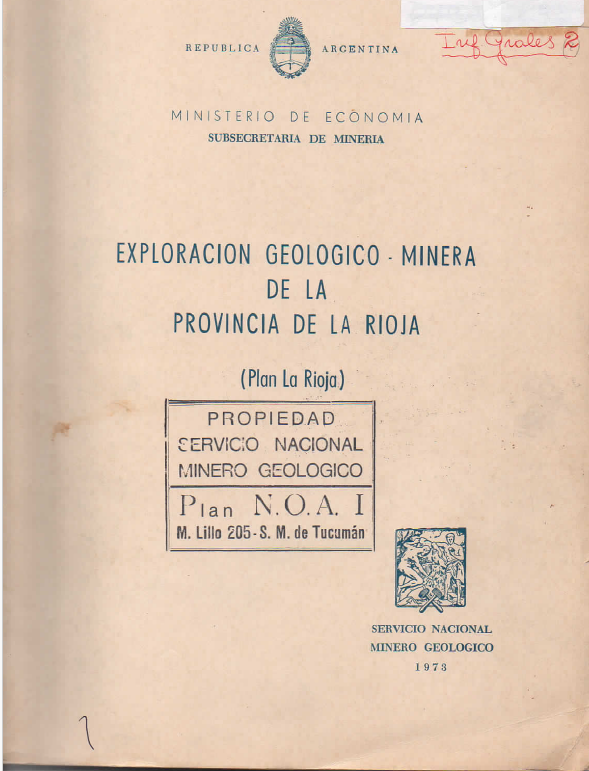 REPUBLICA ARGENTINA
Inf Grales 2
MINISTERIO DE ECONOMIA
SUBSECRETARIA DE MINERIA
EXPLORACION GEOLOGICO - MINERA
DE LA
PROVINCIA DE LA RIOJA
(Plan La Rioja)
PROPIEDAD
SERVICIO NACIONAL
MINERO GEOLOGICO
Plan N.O.A. I
M. Lillo 205 - S. M. de Tucumán
SERVICIO NACIONAL
MINERO GEOLOGICO
1973
1